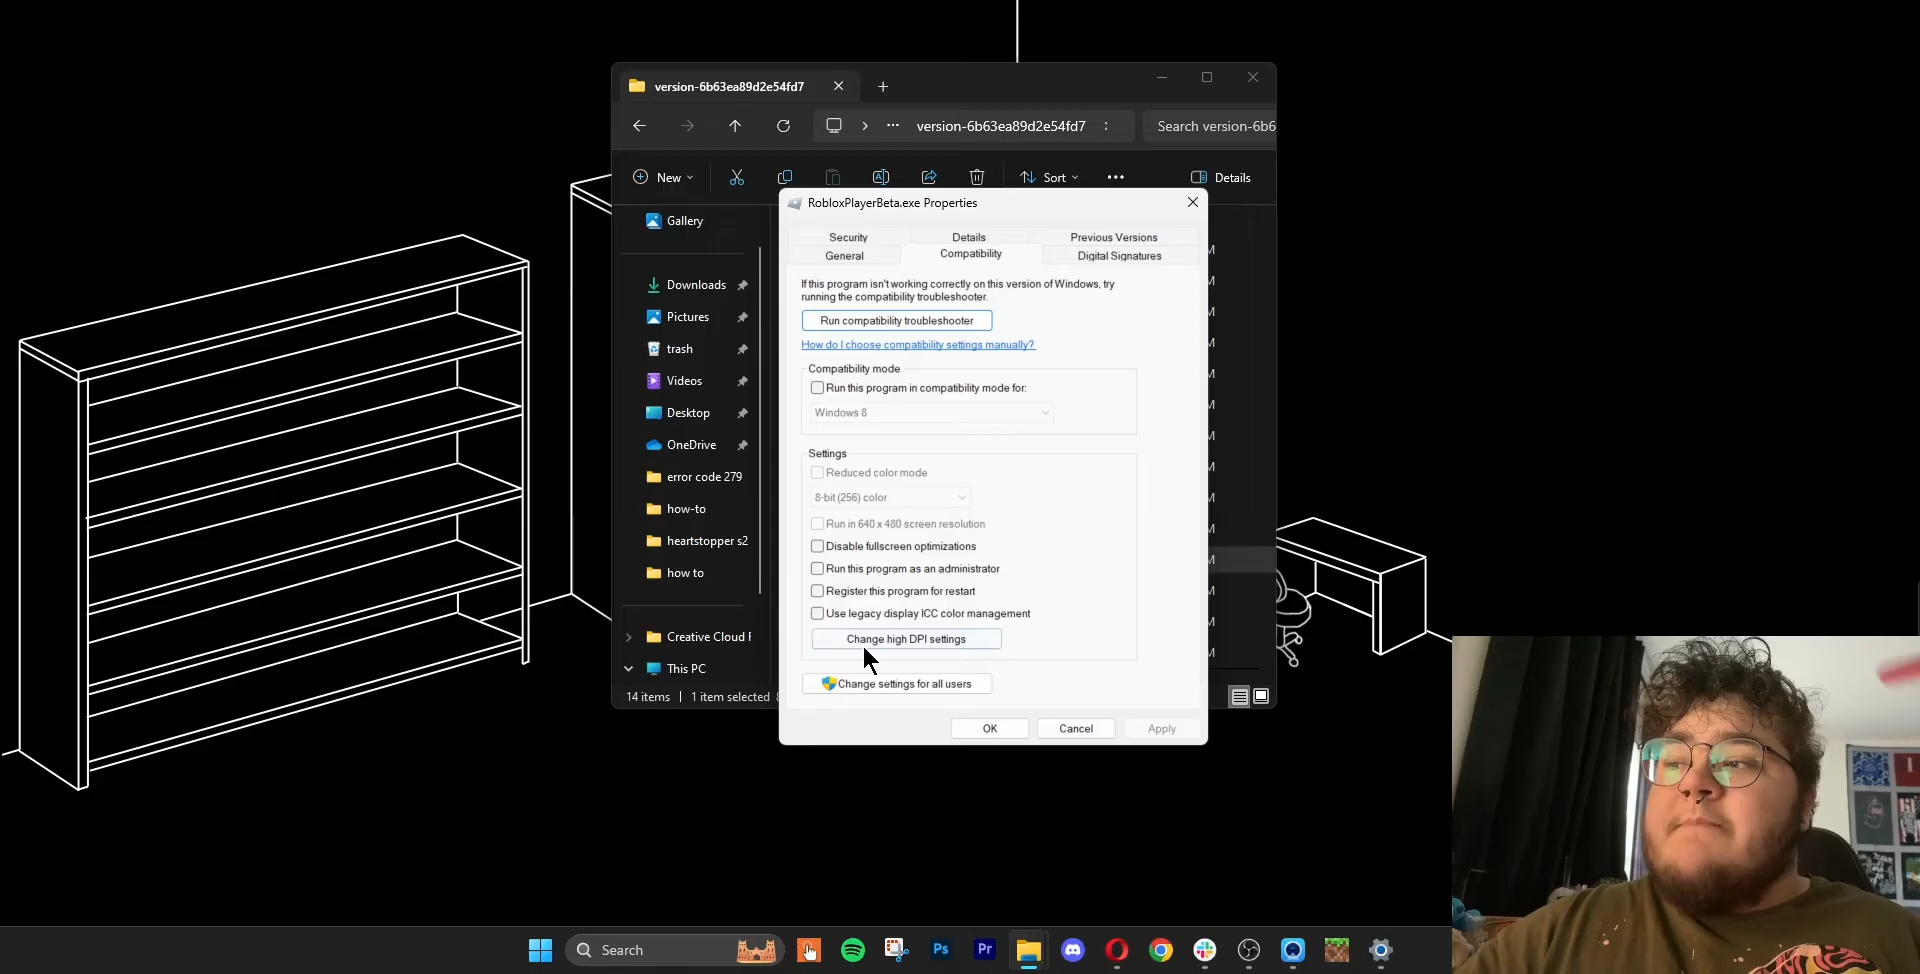 version-6b63ea89d2e54fd7
version-6b63ea89d2e54fd7
Search version-6b6
New
Sort
Details
Gallery
Downloads
Pictures
trash
Videos
Desktop
OneDrive
error code 279
how-to
heartstopper s2
how to
Creative Cloud F
This PC
14 items
1 item selected
RobloxPlayerBeta.exe Properties
Security
Details
Previous Versions
General
Compatibility
Digital Signatures
If this program isn't working correctly on this version of Windows, try
running the compatibility troubleshooter.
Run compatibility troubleshooter
How do I choose compatibility settings manually?
Compatibility mode
Run this program in compatibility mode for:
Windows 8
Settings
Reduced color mode
8-bit (256) color
Run in 640 x 480 screen resolution
Disable fullscreen optimizations
Run this program as an administrator
Register this program for restart
Use legacy display ICC color management
Change high DPI settings
Change settings for all users
OK
Cancel
Apply
M
M
M
M
M
M
M
M
M
M
M
M
M
M
Search
Ps
Pr